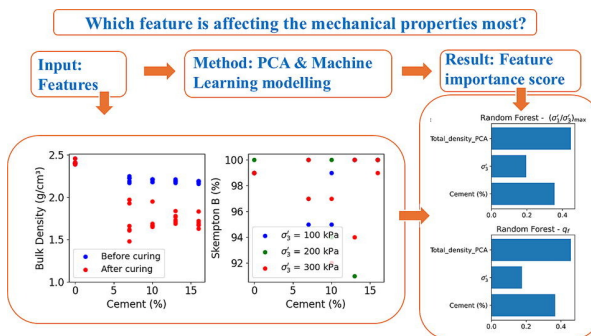 Which feature is affecting the mechanical properties most?
Input:
Features
Method: PCA & Machine
Learning modelling
Result: Feature
importance score
Bulk Density (g/cm³)
2.5
2.0
1.5
1.0
Before curing
After curing
0
5
10
15
Cement (%)
Skempton B (%)
100
98
96
94
92
σ′₃ = 100 kPa
σ′₃ = 200 kPa
σ′₃ = 300 kPa
0
5
10
15
Cement (%)
Random Forest - (σ′₁/σ′₃)max
Total_density_PCA
σ′₃
Cement (%)
0.0
0.2
0.4
Random Forest - qf
Total_density_PCA
σ′₃
Cement (%)
0.0
0.2
0.4